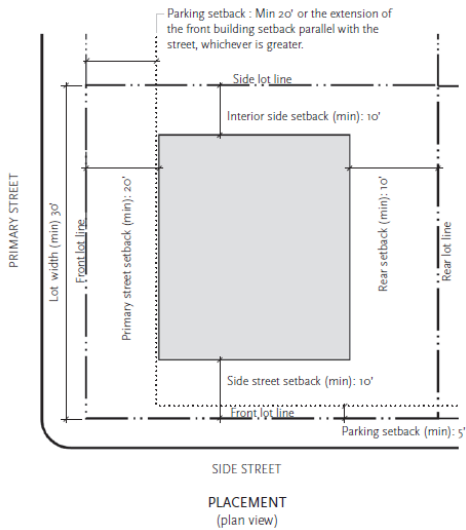 Parking setback : Min 20' or the extension of
the front building setback parallel with the
street, whichever is greater.
Side lot line
Interior side setback (min): 10'
PRIMARY STREET
Lot width (min) 30'
Front lot line
Primary street setback (min): 20'
Rear setback (min): 10'
Rear lot line
Side street setback (min): 10'
Front lot line
Parking setback (min): 5'
SIDE STREET
PLACEMENT
(plan view)